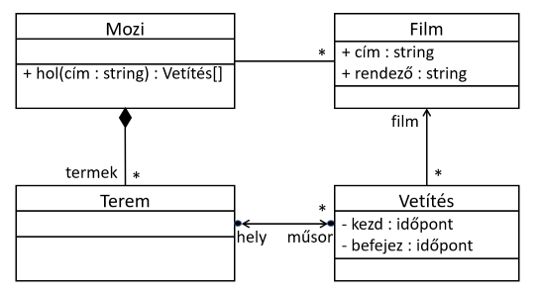 Mozi
+ hol(cím : string) : Vetítés[]
*
Film
+ cím : string
+ rendező : string
film
termek *
*
Terem
hely
műsor
*
Vetítés
- kezd : időpont
- befejez : időpont